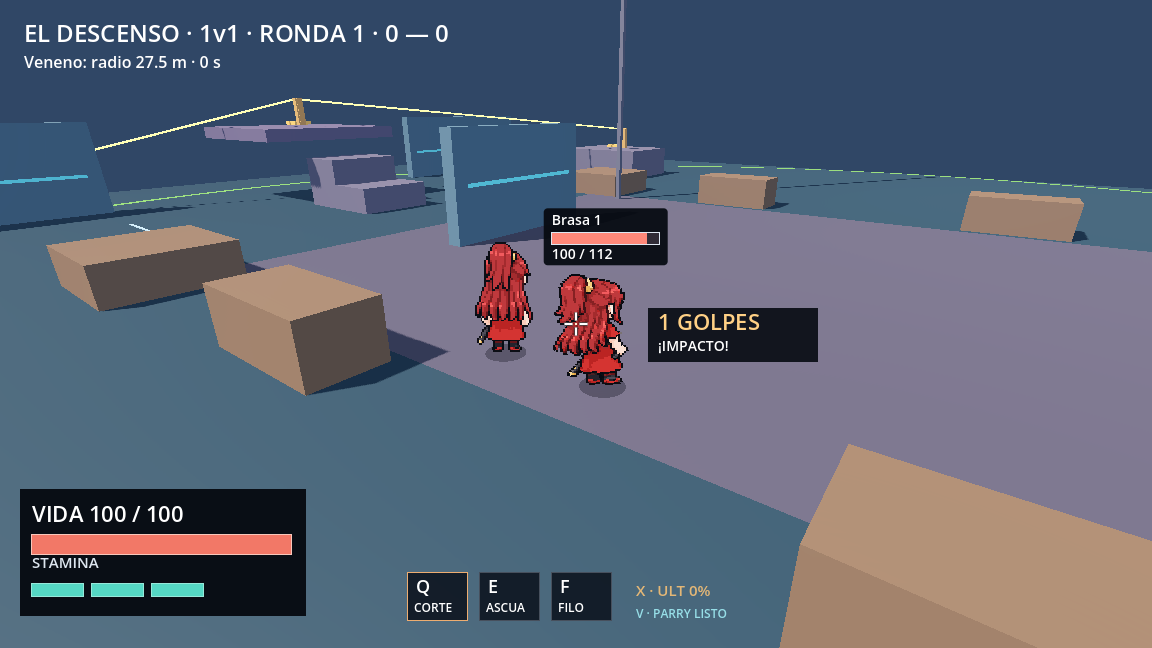 EL DESCENSO · 1v1 · RONDA 1 · 0 — 0
Veneno: radio 27.5 m · 0 s
Brasa 1
100 / 112
1 GOLPES
¡IMPACTO!
VIDA 100 / 100
STAMINA
Q
CORTE
E
ASCUA
F
FILO
X · ULT 0%
V · PARRY LISTO